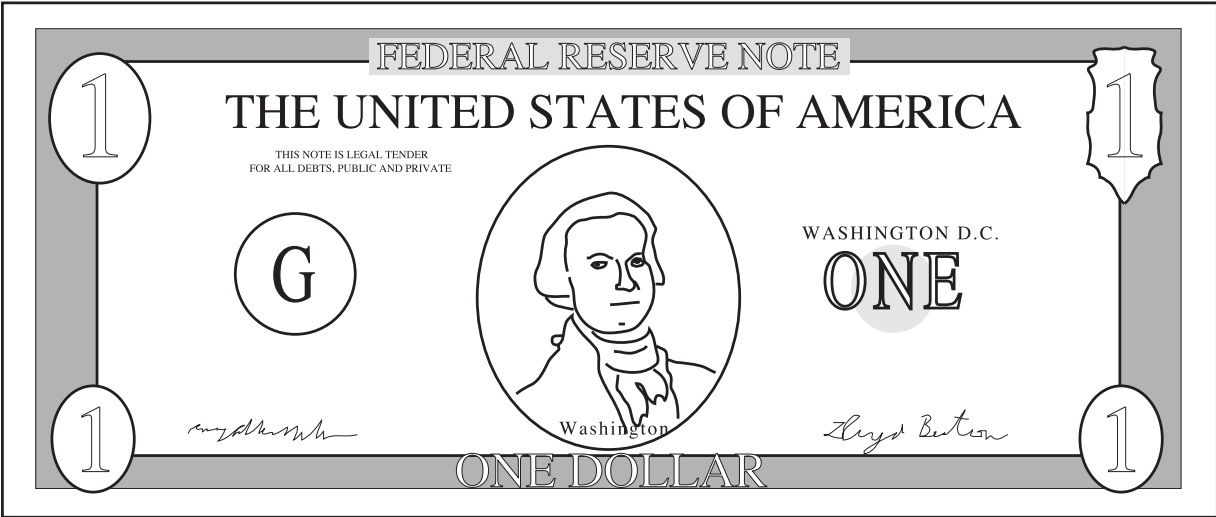 FEDERAL RESERVE NOTE
1
1
THE UNITED STATES OF AMERICA
THIS NOTE IS LEGAL TENDER
FOR ALL DEBTS, PUBLIC AND PRIVATE
WASHINGTON D.C.
G
ONE
Washington
1
1
ONE DOLLAR